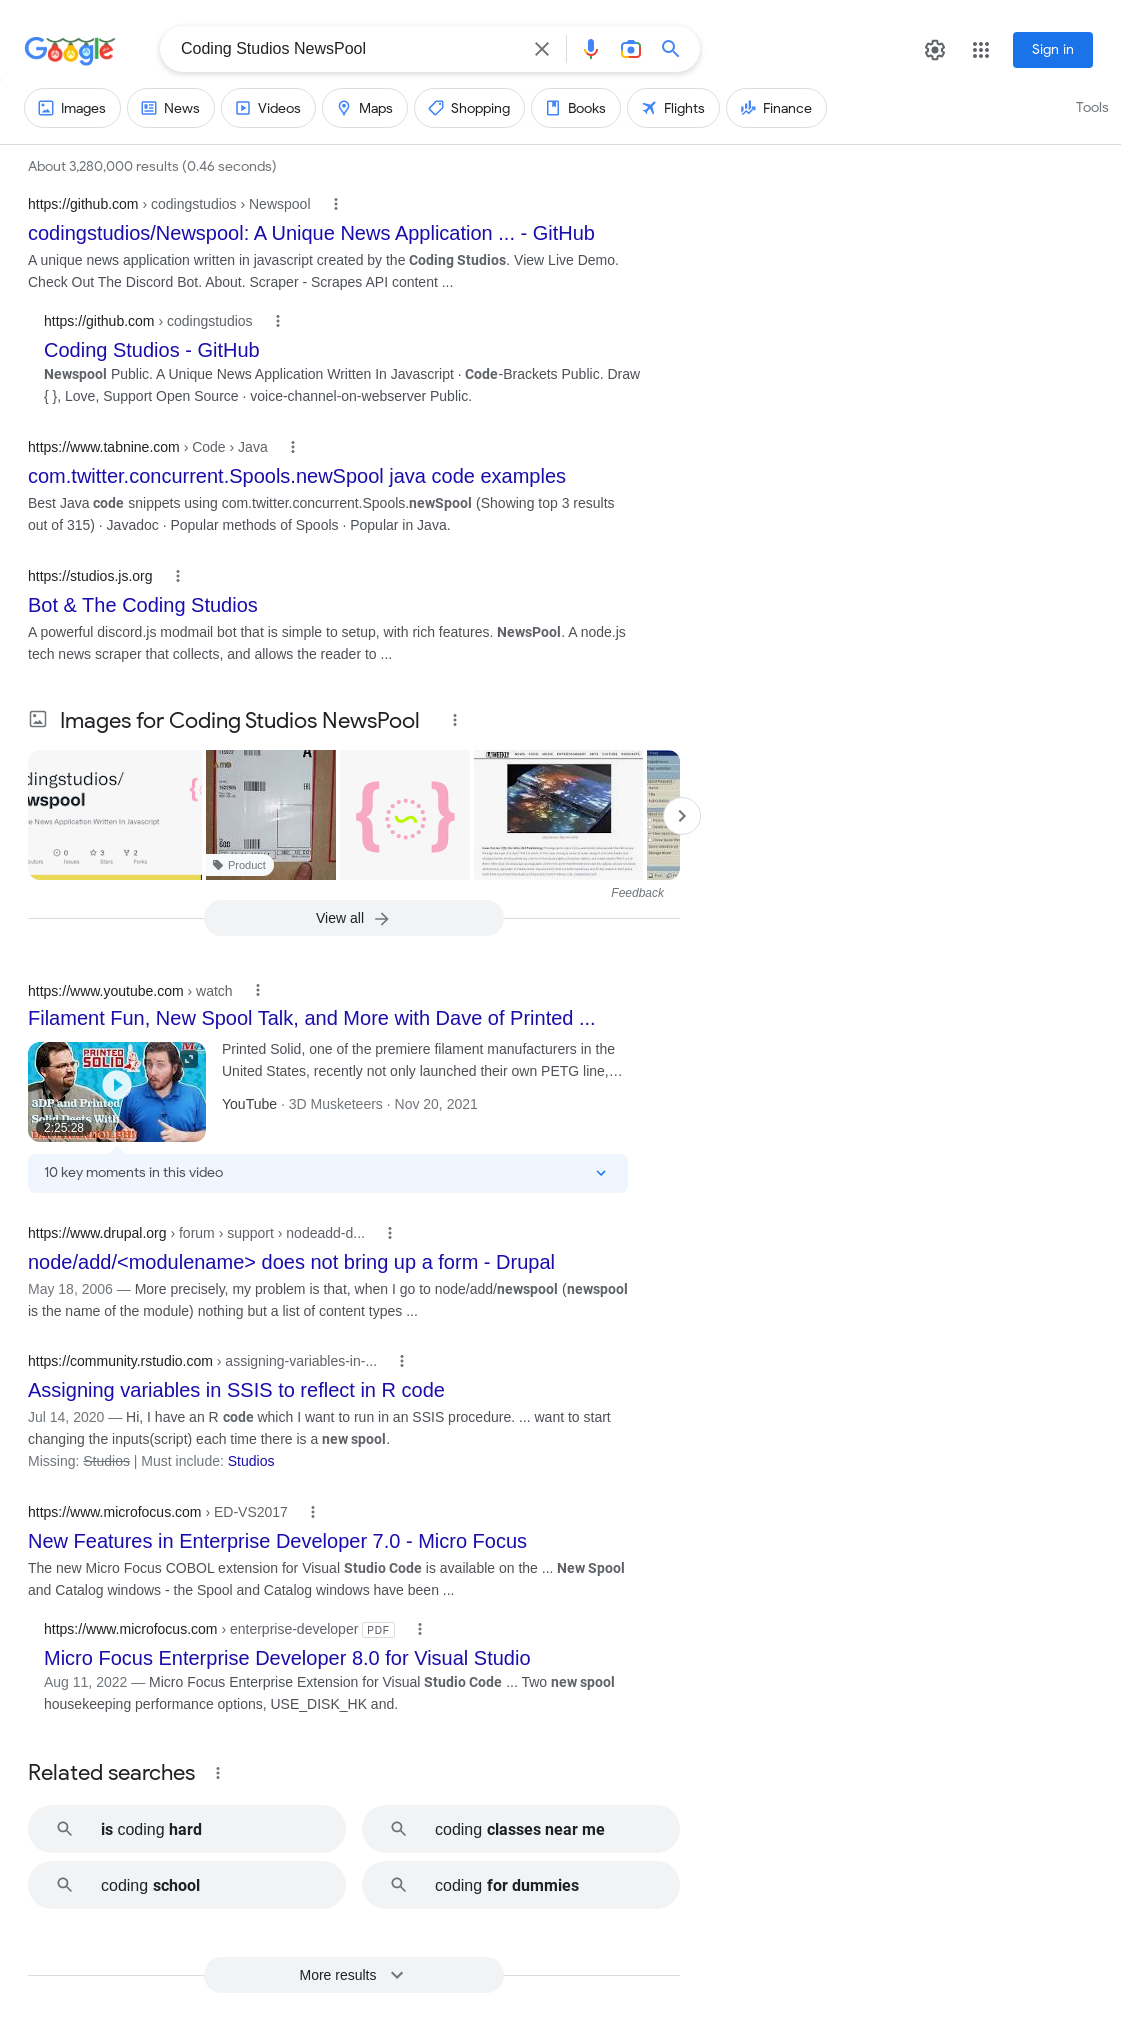 Google
Coding Studios NewsPool
Sign in
Images
News
Videos
Maps
Shopping
Books
Flights
Finance
Tools
About 3,280,000 results (0.46 seconds)
https://github.com › codingstudios › Newspool
codingstudios/Newspool: A Unique News Application ... - GitHub
A unique news application written in javascript created by the Coding Studios. View Live Demo.
Check Out The Discord Bot. About. Scraper - Scrapes API content ...
https://github.com › codingstudios
Coding Studios - GitHub
Newspool Public. A Unique News Application Written In Javascript · Code-Brackets Public. Draw
{ }, Love, Support Open Source · voice-channel-on-webserver Public.
https://www.tabnine.com › Code › Java
com.twitter.concurrent.Spools.newSpool java code examples
Best Java code snippets using com.twitter.concurrent.Spools.newSpool (Showing top 3 results
out of 315) · Javadoc · Popular methods of Spools · Popular in Java.
https://studios.js.org
Bot & The Coding Studios
A powerful discord.js modmail bot that is simple to setup, with rich features. NewsPool. A node.js
tech news scraper that collects, and allows the reader to ...
Images for Coding Studios NewsPool
dingstudios/
wspool
e News Application Written In Javascript
0
3
2
Issues
Stars
Forks
Product
Feedback
View all
https://www.youtube.com › watch
Filament Fun, New Spool Talk, and More with Dave of Printed ...
PRINTED
SOLID
3DP and Printed
Solid Deets With
2:25:28
Printed Solid, one of the premiere filament manufacturers in the
United States, recently not only launched their own PETG line,…
YouTube · 3D Musketeers · Nov 20, 2021
10 key moments in this video
https://www.drupal.org › forum › support › nodeadd-d...
node/add/<modulename> does not bring up a form - Drupal
May 18, 2006 — More precisely, my problem is that, when I go to node/add/newspool (newspool
is the name of the module) nothing but a list of content types ...
https://community.rstudio.com › assigning-variables-in-...
Assigning variables in SSIS to reflect in R code
Jul 14, 2020 — Hi, I have an R code which I want to run in an SSIS procedure. ... want to start
changing the inputs(script) each time there is a new spool.
Missing: Studios | Must include: Studios
https://www.microfocus.com › ED-VS2017
New Features in Enterprise Developer 7.0 - Micro Focus
The new Micro Focus COBOL extension for Visual Studio Code is available on the ... New Spool
and Catalog windows - the Spool and Catalog windows have been ...
https://www.microfocus.com › enterprise-developer PDF
Micro Focus Enterprise Developer 8.0 for Visual Studio
Aug 11, 2022 — Micro Focus Enterprise Extension for Visual Studio Code ... Two new spool
housekeeping performance options, USE_DISK_HK and.
Related searches
is coding hard
coding classes near me
coding school
coding for dummies
More results